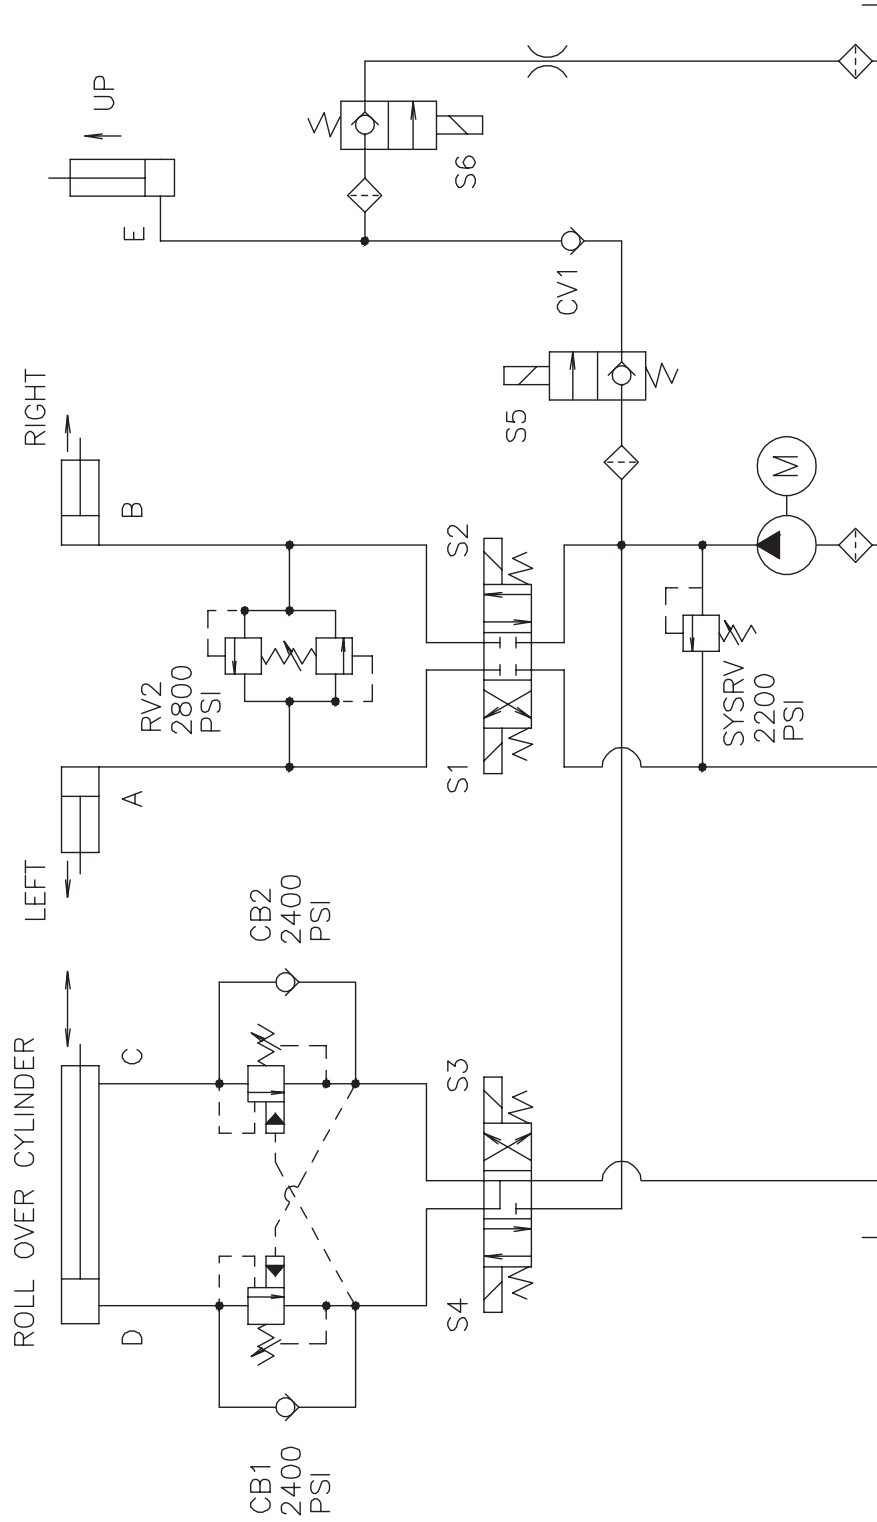 ROLL OVER CYLINDER
LEFT
RIGHT
UP
D
C
A
B
E
CB1
2400
PSI
CB2
2400
PSI
RV2
2800
PSI
S4
S3
S1
S2
S5
S6
CV1
SYSRV
2200
PSI
M